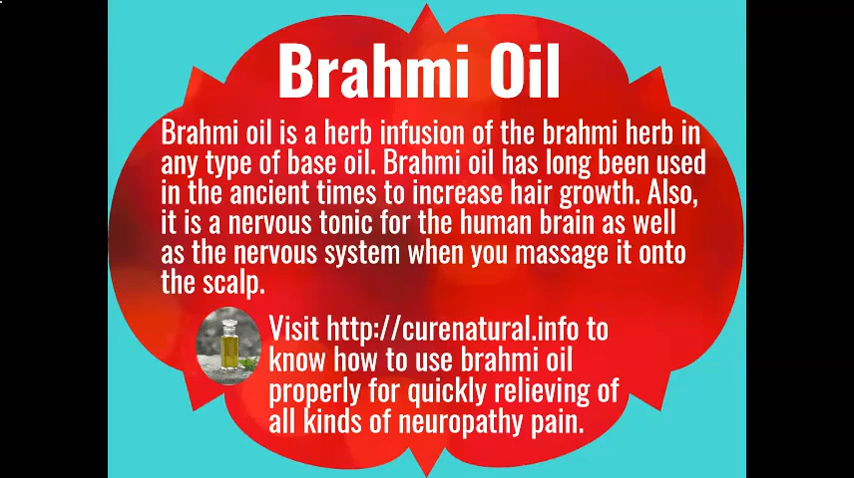 Brahmi Oil
Brahmi oil is a herb infusion of the brahmi herb in
any type of base oil. Brahmi oil has long been used
in the ancient times to increase hair growth. Also,
it is a nervous tonic for the human brain as well
as the nervous system when you massage it onto
the scalp.
Visit http://curenatural.info to
know how to use brahmi oil
properly for quickly relieving of
all kinds of neuropathy pain.